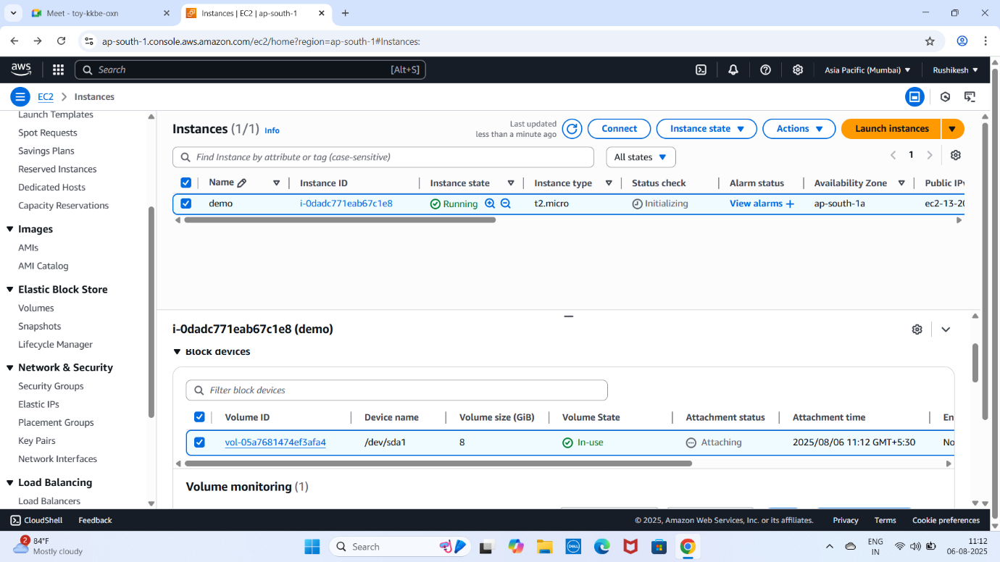 Meet - toy-kkbe-oxn
Instances | EC2 | ap-south-1
ap-south-1.console.aws.amazon.com/ec2/home?region=ap-south-1#Instances:
aws
Search [Alt+S]
Asia Pacific (Mumbai)
Rushikesh
EC2 > Instances
Launch Templates
Spot Requests
Savings Plans
Reserved Instances
Dedicated Hosts
Capacity Reservations
Images
AMIs
AMI Catalog
Elastic Block Store
Volumes
Snapshots
Lifecycle Manager
Network & Security
Security Groups
Elastic IPs
Placement Groups
Key Pairs
Network Interfaces
Load Balancing
Load Balancers
Instances (1/1) Info
Last updated
less than a minute ago
Connect
Instance state
Actions
Launch instances
Find Instance by attribute or tag (case-sensitive)
All states
1
Name Instance ID Instance state Instance type Status check Alarm status Availability Zone Public IPv
demo i-0dadc771eab67c1e8 Running t2.micro Initializing View alarms + ap-south-1a ec2-13-20
i-0dadc771eab67c1e8 (demo)
Block devices
Filter block devices
Volume ID Device name Volume size (GiB) Volume State Attachment status Attachment time En
vol-05a7681474ef3afa4 /dev/sda1 8 In-use Attaching 2025/08/06 11:12 GMT+5:30 No
Volume monitoring (1)
CloudShell Feedback © 2025, Amazon Web Services, Inc. or its affiliates. Privacy Terms Cookie preferences
2
84°F
Mostly cloudy
Search
DELL
ENG
IN
11:12
06-08-2025